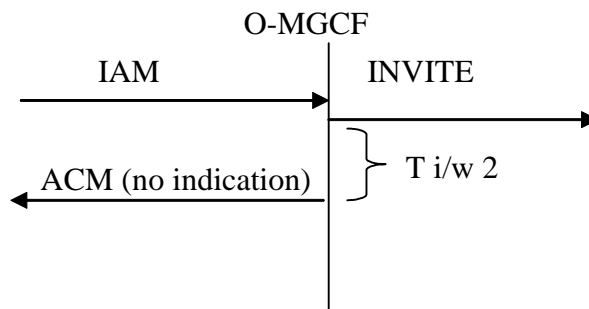 O-MGCF
IAM
INVITE
T i/w 2
ACM (no indication)